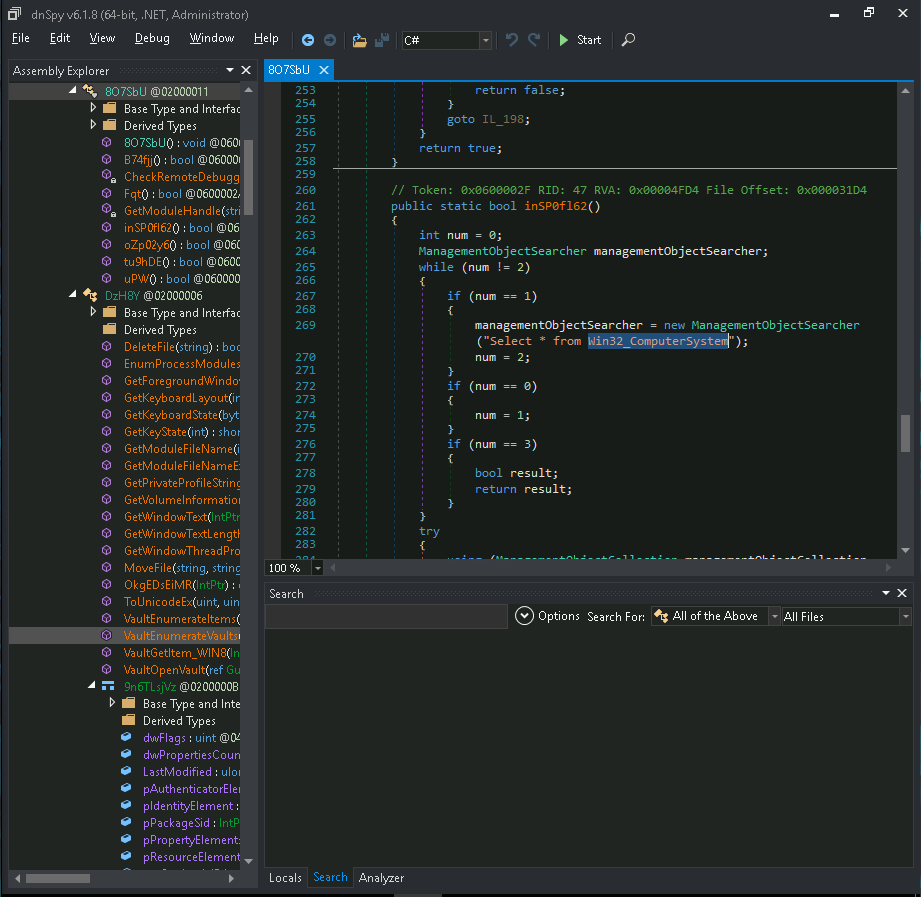 dnSpy v6.1.8 (64-bit, .NET, Administrator)
File Edit View Debug Window Help C# Start
Assembly Explorer
8O7SbU @02000011
Base Type and Interfac
Derived Types
8O7SbU() : void @060
B74fjj() : bool @0600
CheckRemoteDebugg
Fqt() : bool @0600002
GetModuleHandle(stri
inSP0fl62() : bool @06
oZp02y6() : bool @060
tu9hDE() : bool @0600
uPW() : bool @060000
DzH8Y @02000006
Base Type and Interfac
Derived Types
DeleteFile(string) : boo
EnumProcessModules
GetForegroundWindo
GetKeyboardLayout(in
GetKeyboardState(byt
GetKeyState(int) : shor
GetModuleFileName(i
GetModuleFileNameE
GetPrivateProfileString
GetVolumeInformation
GetWindowText(IntPtr
GetWindowTextLength
GetWindowThreadPro
MoveFile(string, string
OkgEDsEiMR(IntPtr) :
ToUnicodeEx(uint, uin
VaultEnumerateItems(
VaultEnumerateVaults(
VaultGetItem_WIN8(In
VaultOpenVault(ref Gu
9n6TLsjVz @0200000B
Base Type and Inte
Derived Types
dwFlags : uint @04
dwPropertiesCoun
LastModified : ulor
pAuthenticatorEle
pIdentityElement :
pPackageSid : IntP
pPropertyElement
pResourceElement
8O7SbU
253 return false;
254 }
255 goto IL_198;
256 }
257 return true;
258 }
259
260 // Token: 0x0600002F RID: 47 RVA: 0x00004FD4 File Offset: 0x000031D4
261 public static bool inSP0fl62()
262 {
263 int num = 0;
264 ManagementObjectSearcher managementObjectSearcher;
265 while (num != 2)
266 {
267 if (num == 1)
268 {
269 managementObjectSearcher = new ManagementObjectSearcher
("Select * from Win32_ComputerSystem");
270 num = 2;
271 }
272 if (num == 0)
273 {
274 num = 1;
275 }
276 if (num == 3)
277 {
278 bool result;
279 return result;
280 }
281 }
282 try
283 {
284 using (ManagementObjectCollection managementObjectCollection
100 %
Search
Options Search For: All of the Above All Files
Locals Search Analyzer